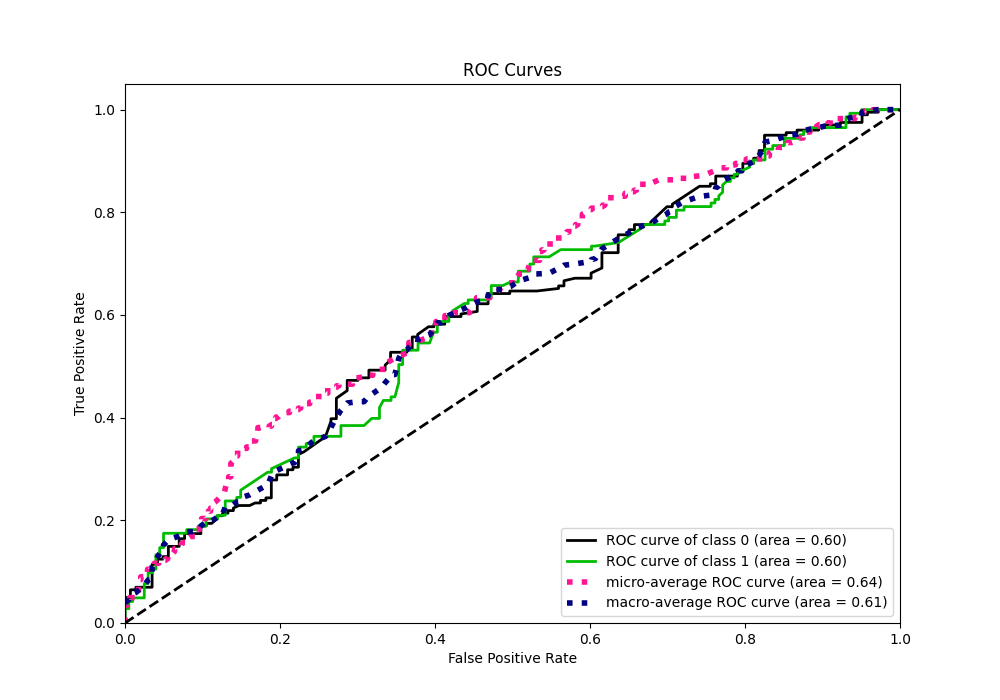 ROC Curves
True Positive Rate
1.0
0.8
0.6
0.4
0.2
0.0
0.0 0.2 0.4 0.6 0.8 1.0
False Positive Rate
ROC curve of class 0 (area = 0.60)
ROC curve of class 1 (area = 0.60)
micro-average ROC curve (area = 0.64)
macro-average ROC curve (area = 0.61)